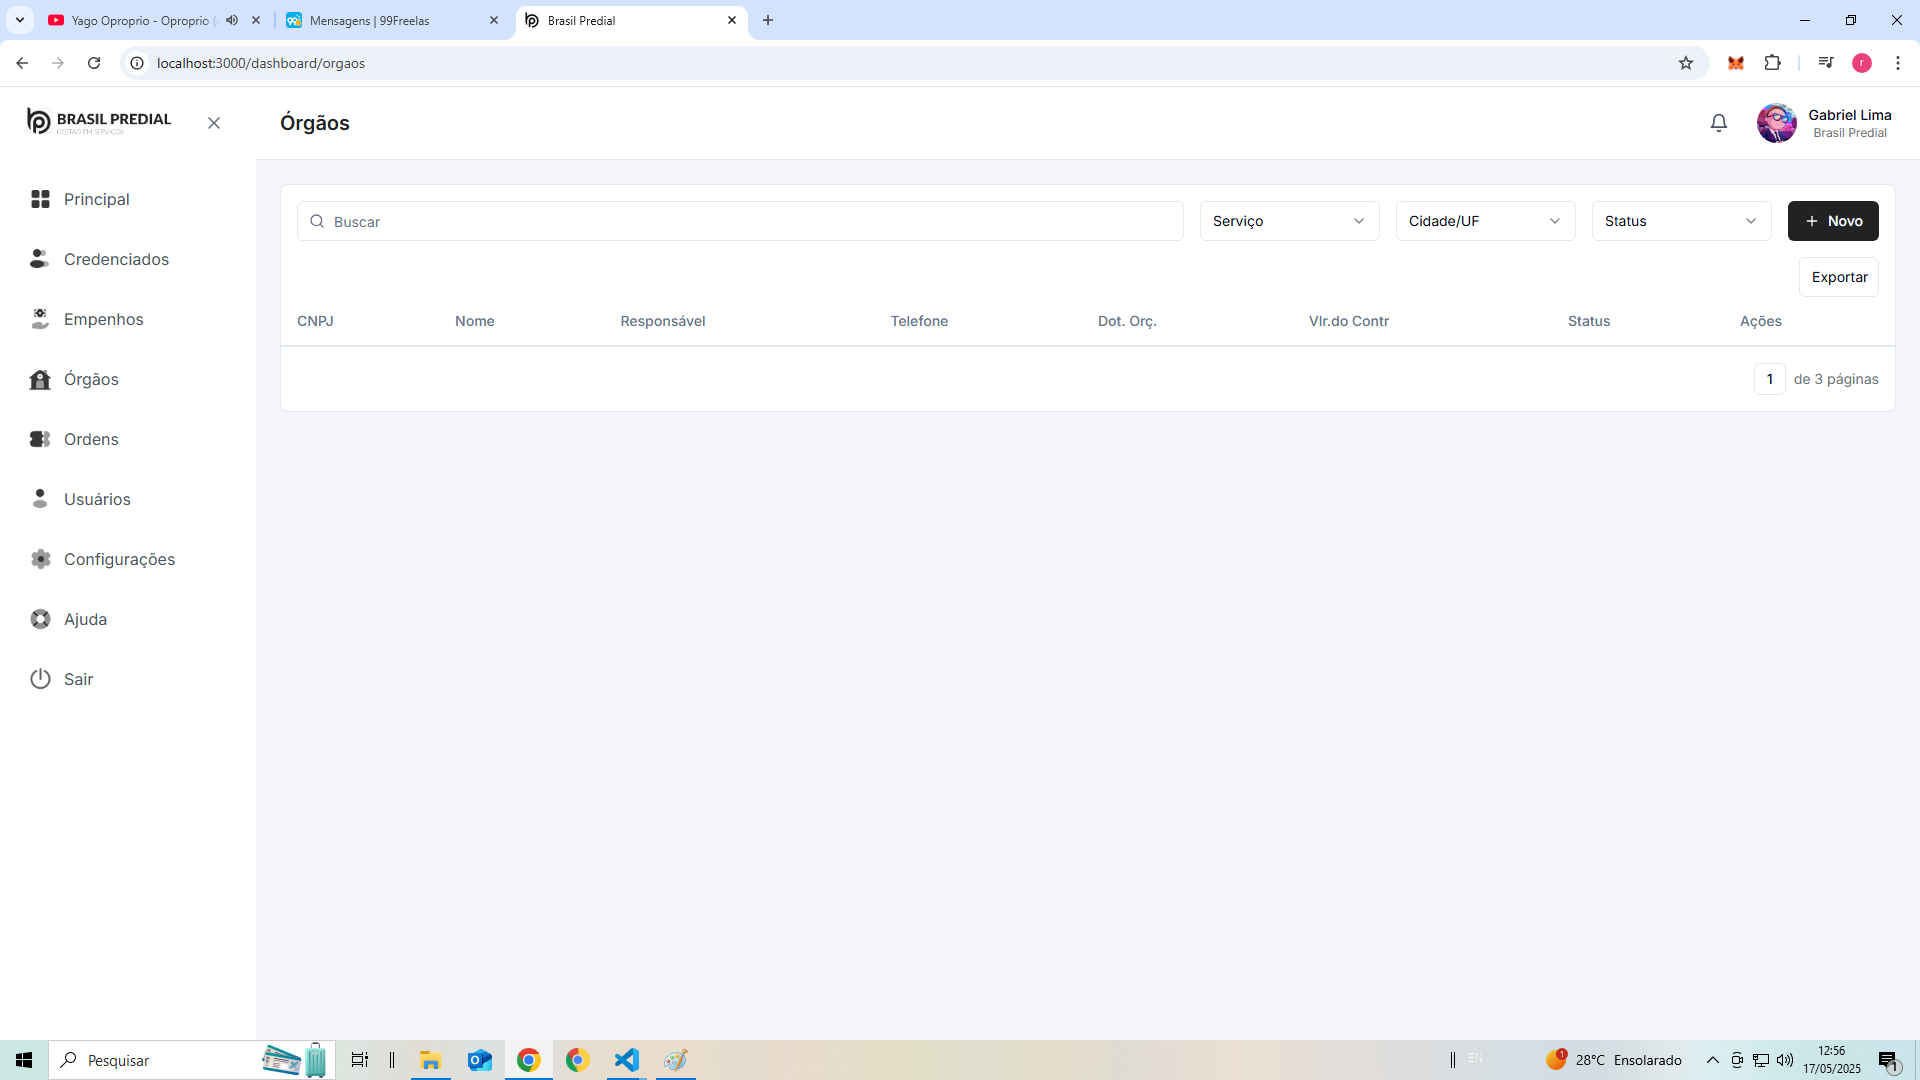 Yago Oproprio - Oproprio (
Mensagens | 99Freelas
Brasil Predial
localhost:3000/dashboard/orgaos
r
BRASIL PREDIAL
GESTÃO EM SERVIÇOS
Órgãos
Gabriel Lima
Brasil Predial
Principal
Credenciados
Empenhos
Órgãos
Ordens
Usuários
Configurações
Ajuda
Sair
Buscar
Serviço
Cidade/UF
Status
+ Novo
Exportar
CNPJ Nome Responsável Telefone Dot. Orç. Vlr.do Contr Status Ações
1 de 3 páginas
Pesquisar
EN
1
28°C Ensolarado
12:56
17/05/2025
1